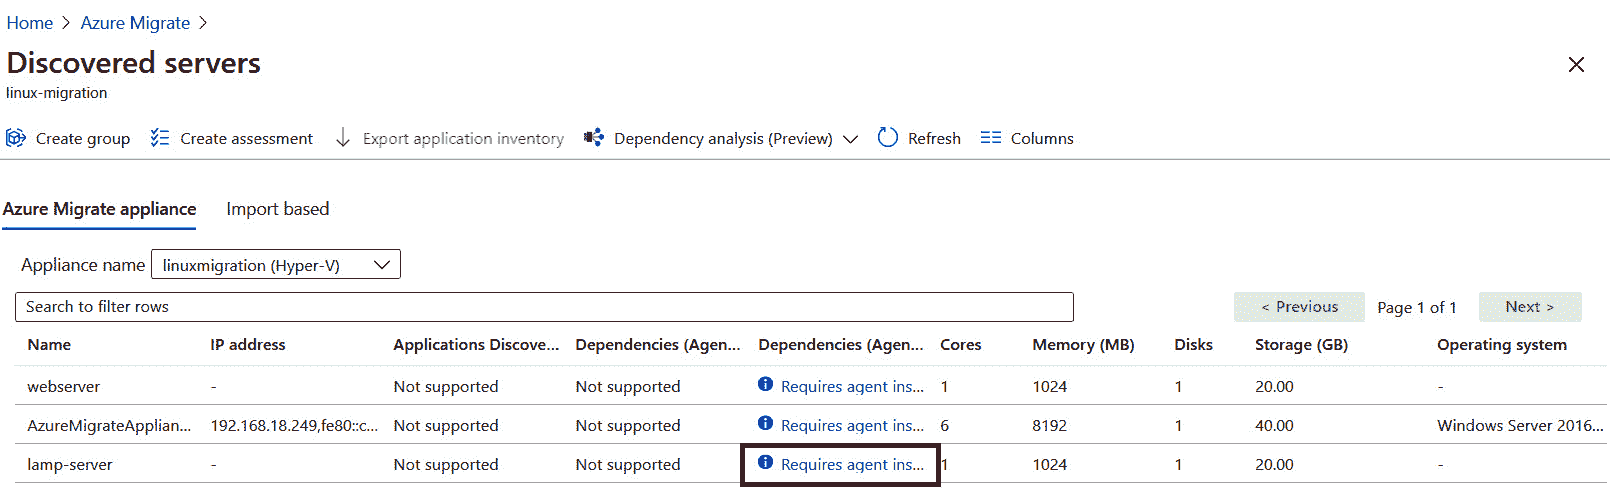 Home > Azure Migrate >
Discovered servers
linux-migration
Create group Create assessment Export application inventory Dependency analysis (Preview) Refresh Columns
Azure Migrate appliance Import based
Appliance name linuxmigration (Hyper-V)
Search to filter rows < Previous Page 1 of 1 Next >
Name IP address Applications Discove... Dependencies (Agen... Dependencies (Agen... Cores Memory (MB) Disks Storage (GB) Operating system
webserver - Not supported Not supported Requires agent ins... 1 1024 1 20.00 -
AzureMigrateApplian... 192.168.18.249,fe80::c... Not supported Not supported Requires agent ins... 6 8192 1 40.00 Windows Server 2016...
lamp-server - Not supported Not supported Requires agent ins... 1 1024 1 20.00 -